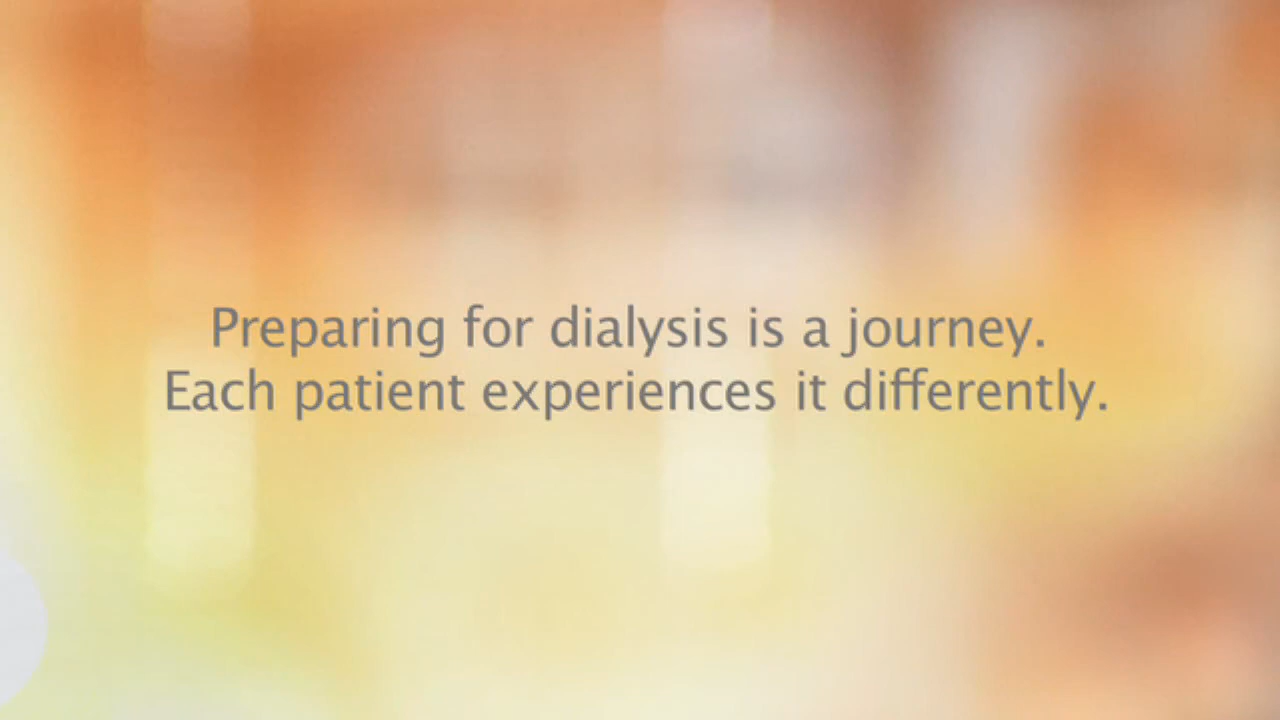 Preparing for dialysis is a journey.
Each patient experiences it differently.